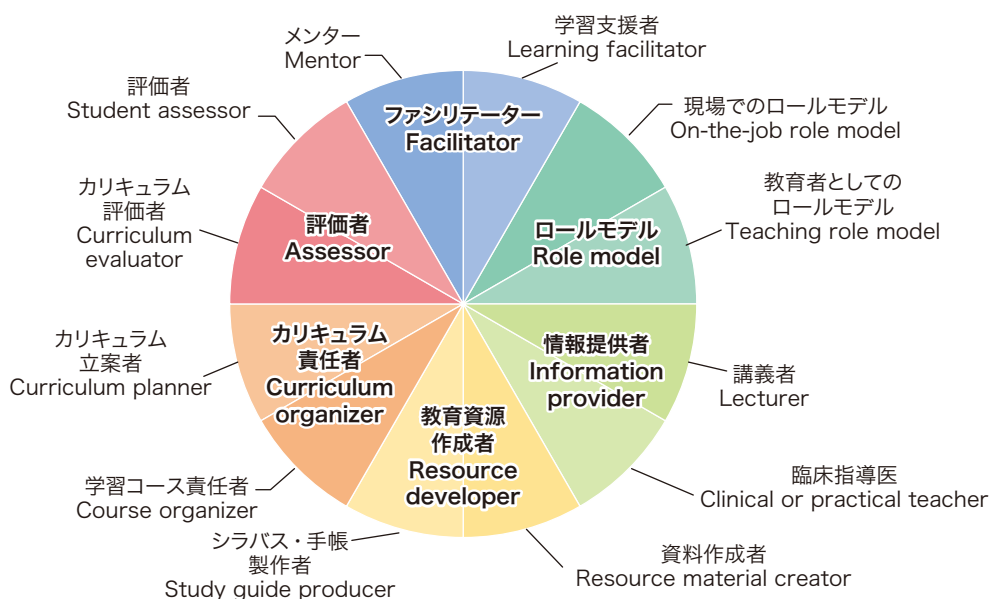 メンター
Mentor
学習支援者
Learning facilitator
評価者
Student assessor
ファシリテーター
Facilitator
現場でのロールモデル
On-the-job role model
カリキュラム
評価者
Curriculum
evaluator
評価者
Assessor
ロールモデル
Role model
教育者としての
ロールモデル
Teaching role model
カリキュラム
立案者
Curriculum planner
カリキュラム
責任者
Curriculum
organizer
教育資源
作成者
Resource
developer
情報提供者
Information
provider
講義者
Lecturer
学習コース責任者
Course organizer
シラバス・手帳
製作者
Study guide producer
資料作成者
Resource material creator
臨床指導医
Clinical or practical teacher